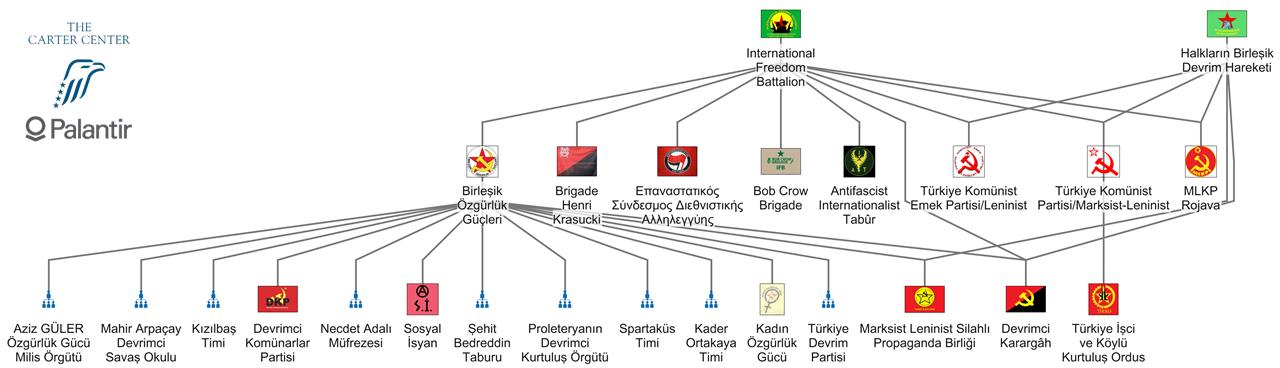 THE
CARTER CENTER
Palantir
International
Freedom
Battalion
Halkların Birleşik
Devrim Hareketi
Birleşik
Özgürlük
Güçleri
Brigade
Henri
Krasucki
Επαναστατικός
Σύνδεσμος Διεθνιστικής
Αλληλεγγύης
Bob Crow
Brigade
Antifascist
Internationalist
Tabûr
Türkiye Komünist
Emek Partisi/Leninist
Türkiye Komünist
Partisi/Marksist-Leninist
MLKP
Rojava
Aziz GÜLER
Özgürlük Gücü
Milis Örgütü
Mahir Arpaçay
Devrimci
Savaş Okulu
Kızılbaş
Timi
DKP
Devrimci
Komünarlar
Partisi
Necdet Adalı
Müfrezesi
S.İ.
Sosyal
İsyan
Şehit
Bedreddin
Taburu
Proleteryanın
Devrimci
Kurtuluş Örgütü
Spartaküs
Timi
Kader
Ortakaya
Timi
Kadın
Özgürlük
Gücü
Türkiye
Devrim
Partisi
Marksist Leninist Silahlı
Propaganda Birliği
Devrimci
Karargâh
Türkiye İşci
ve Köylü
Kurtuluş Ordus